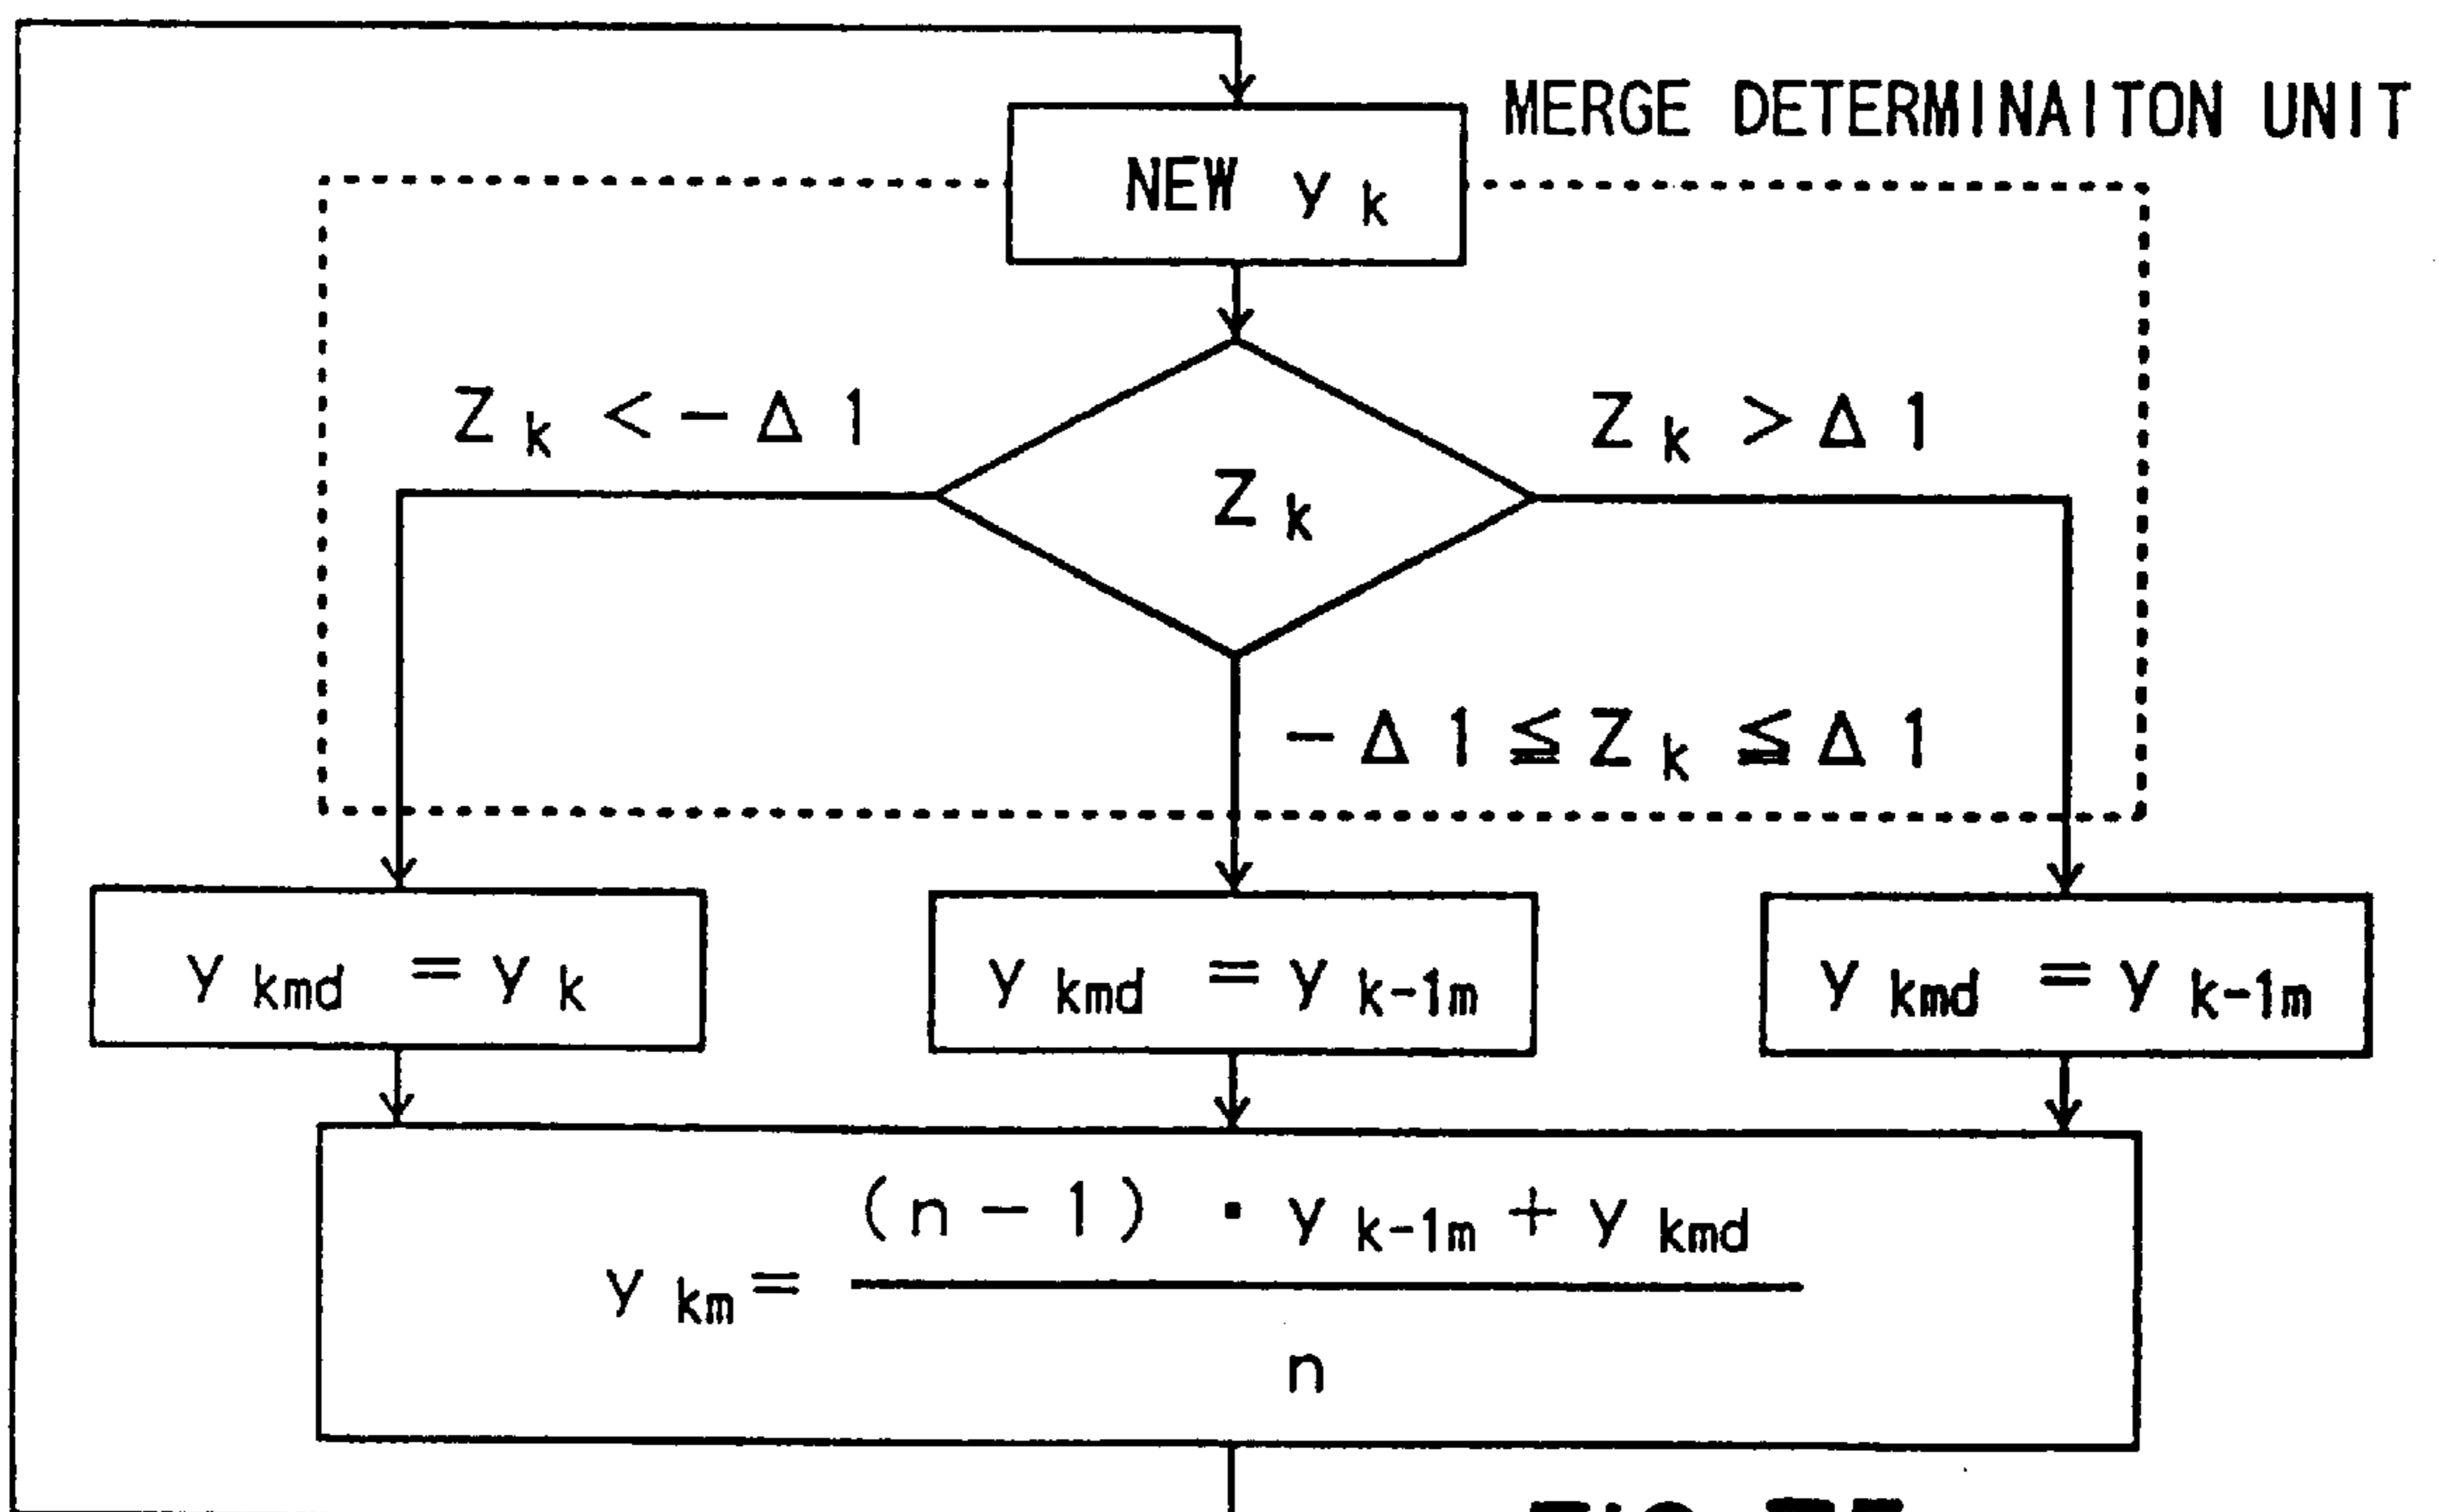 MERGE DETERMINAITON UNIT
NEW y k
Z k < - Δ 1
Z k > Δ 1
Z k
- Δ 1 ≦ Z k ≦ Δ 1
y kmd = y k
y kmd = y k-1m
y kmd = y k-1m
(n - 1) · y k-1m + y kmd
y km =
n